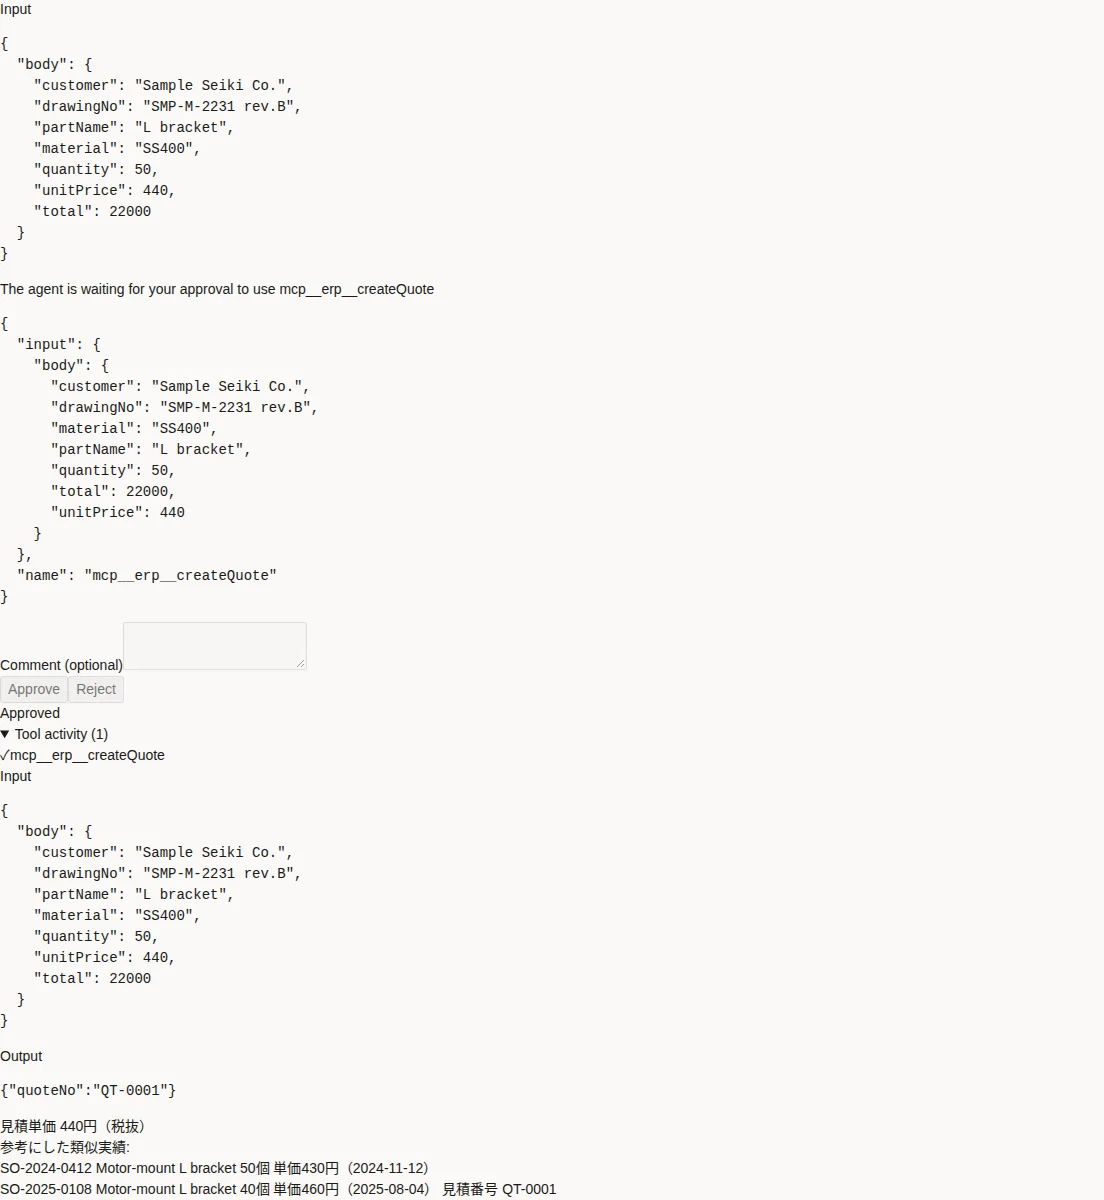 Input
{
  "body": {
    "customer": "Sample Seiki Co.",
    "drawingNo": "SMP-M-2231 rev.B",
    "partName": "L bracket",
    "material": "SS400",
    "quantity": 50,
    "unitPrice": 440,
    "total": 22000
  }
}
The agent is waiting for your approval to use mcp__erp__createQuote
{
  "input": {
    "body": {
      "customer": "Sample Seiki Co.",
      "drawingNo": "SMP-M-2231 rev.B",
      "material": "SS400",
      "partName": "L bracket",
      "quantity": 50,
      "total": 22000,
      "unitPrice": 440
    }
  },
  "name": "mcp__erp__createQuote"
}
Comment (optional)
Approve Reject
Approved
▼ Tool activity (1)
✓mcp__erp__createQuote
Input
{
  "body": {
    "customer": "Sample Seiki Co.",
    "drawingNo": "SMP-M-2231 rev.B",
    "partName": "L bracket",
    "material": "SS400",
    "quantity": 50,
    "unitPrice": 440,
    "total": 22000
  }
}
Output
{"quoteNo":"QT-0001"}
見積単価 440円（税抜）
参考にした類似実績:
SO-2024-0412 Motor-mount L bracket 50個 単価430円（2024-11-12）
SO-2025-0108 Motor-mount L bracket 40個 単価460円（2025-08-04） 見積番号 QT-0001